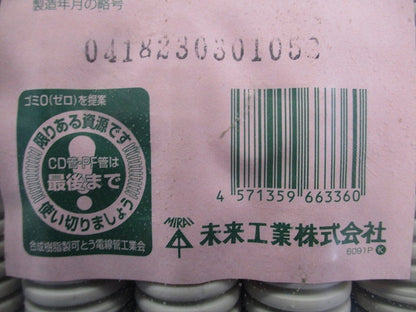 製造年月の略号
0418230301052
ゴミ0(ゼロ)を提案
限りある資源です
CD管・PF管は
最後まで
使い切りましょう
合成樹脂製可とう電線管工業会
4 571359 663360
MIRAI
未来工業株式会社
6091P K